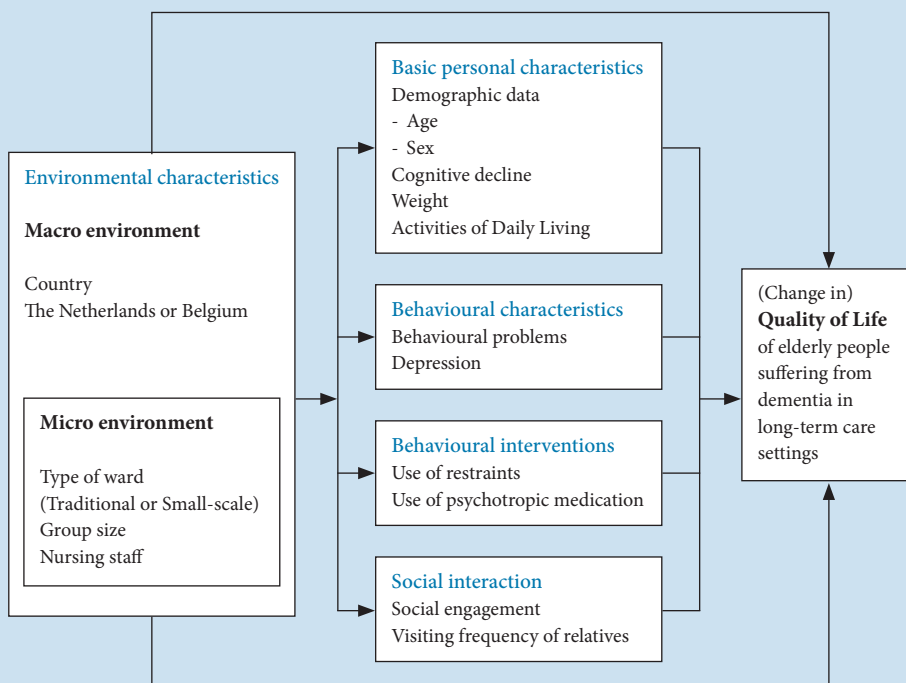 Environmental characteristics
Macro environment
Country
The Netherlands or Belgium
Micro environment
Type of ward
(Traditional or Small-scale)
Group size
Nursing staff
Basic personal characteristics
Demographic data
- Age
- Sex
Cognitive decline
Weight
Activities of Daily Living
Behavioural characteristics
Behavioural problems
Depression
Behavioural interventions
Use of restraints
Use of psychotropic medication
Social interaction
Social engagement
Visiting frequency of relatives
(Change in)
Quality of Life
of elderly people
suffering from
dementia in
long-term care
settings